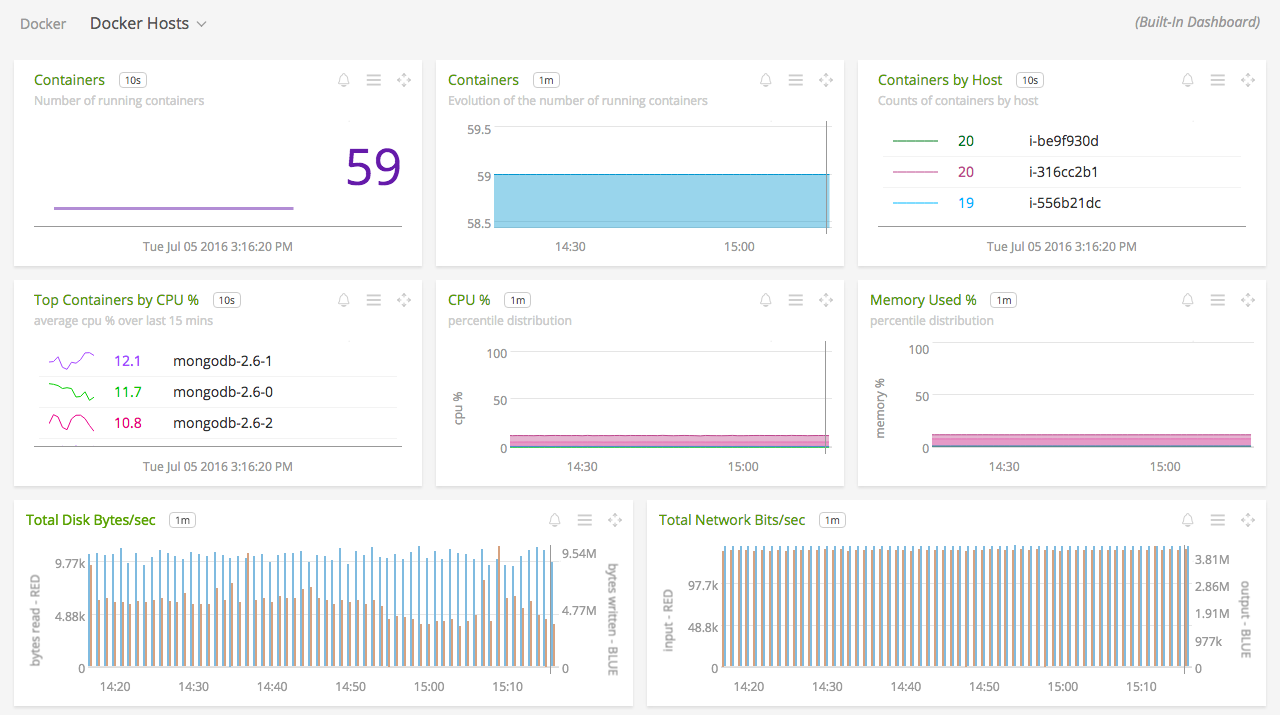 Docker Docker Hosts (Built-In Dashboard)
Containers 10s
Number of running containers
59
Tue Jul 05 2016 3:16:20 PM
Containers 1m
Evolution of the number of running containers
59.5
59
58.5
14:30 15:00
Containers by Host 10s
Counts of containers by host
20 i-be9f930d
20 i-316cc2b1
19 i-556b21dc
Tue Jul 05 2016 3:16:20 PM
Top Containers by CPU % 10s
average cpu % over last 15 mins
12.1 mongodb-2.6-1
11.7 mongodb-2.6-0
10.8 mongodb-2.6-2
Tue Jul 05 2016 3:16:20 PM
CPU % 1m
percentile distribution
cpu %
100
50
0
14:30 15:00
Memory Used % 1m
percentile distribution
memory %
100
50
0
14:30 15:00
Total Disk Bytes/sec 1m
bytes read - RED
9.77k
4.88k
0
9.54M
4.77M
0
bytes written - BLUE
14:20 14:30 14:40 14:50 15:00 15:10
Total Network Bits/sec 1m
input - RED
97.7k
48.8k
0
3.81M
2.86M
1.91M
977k
0
output - BLUE
14:20 14:30 14:40 14:50 15:00 15:10